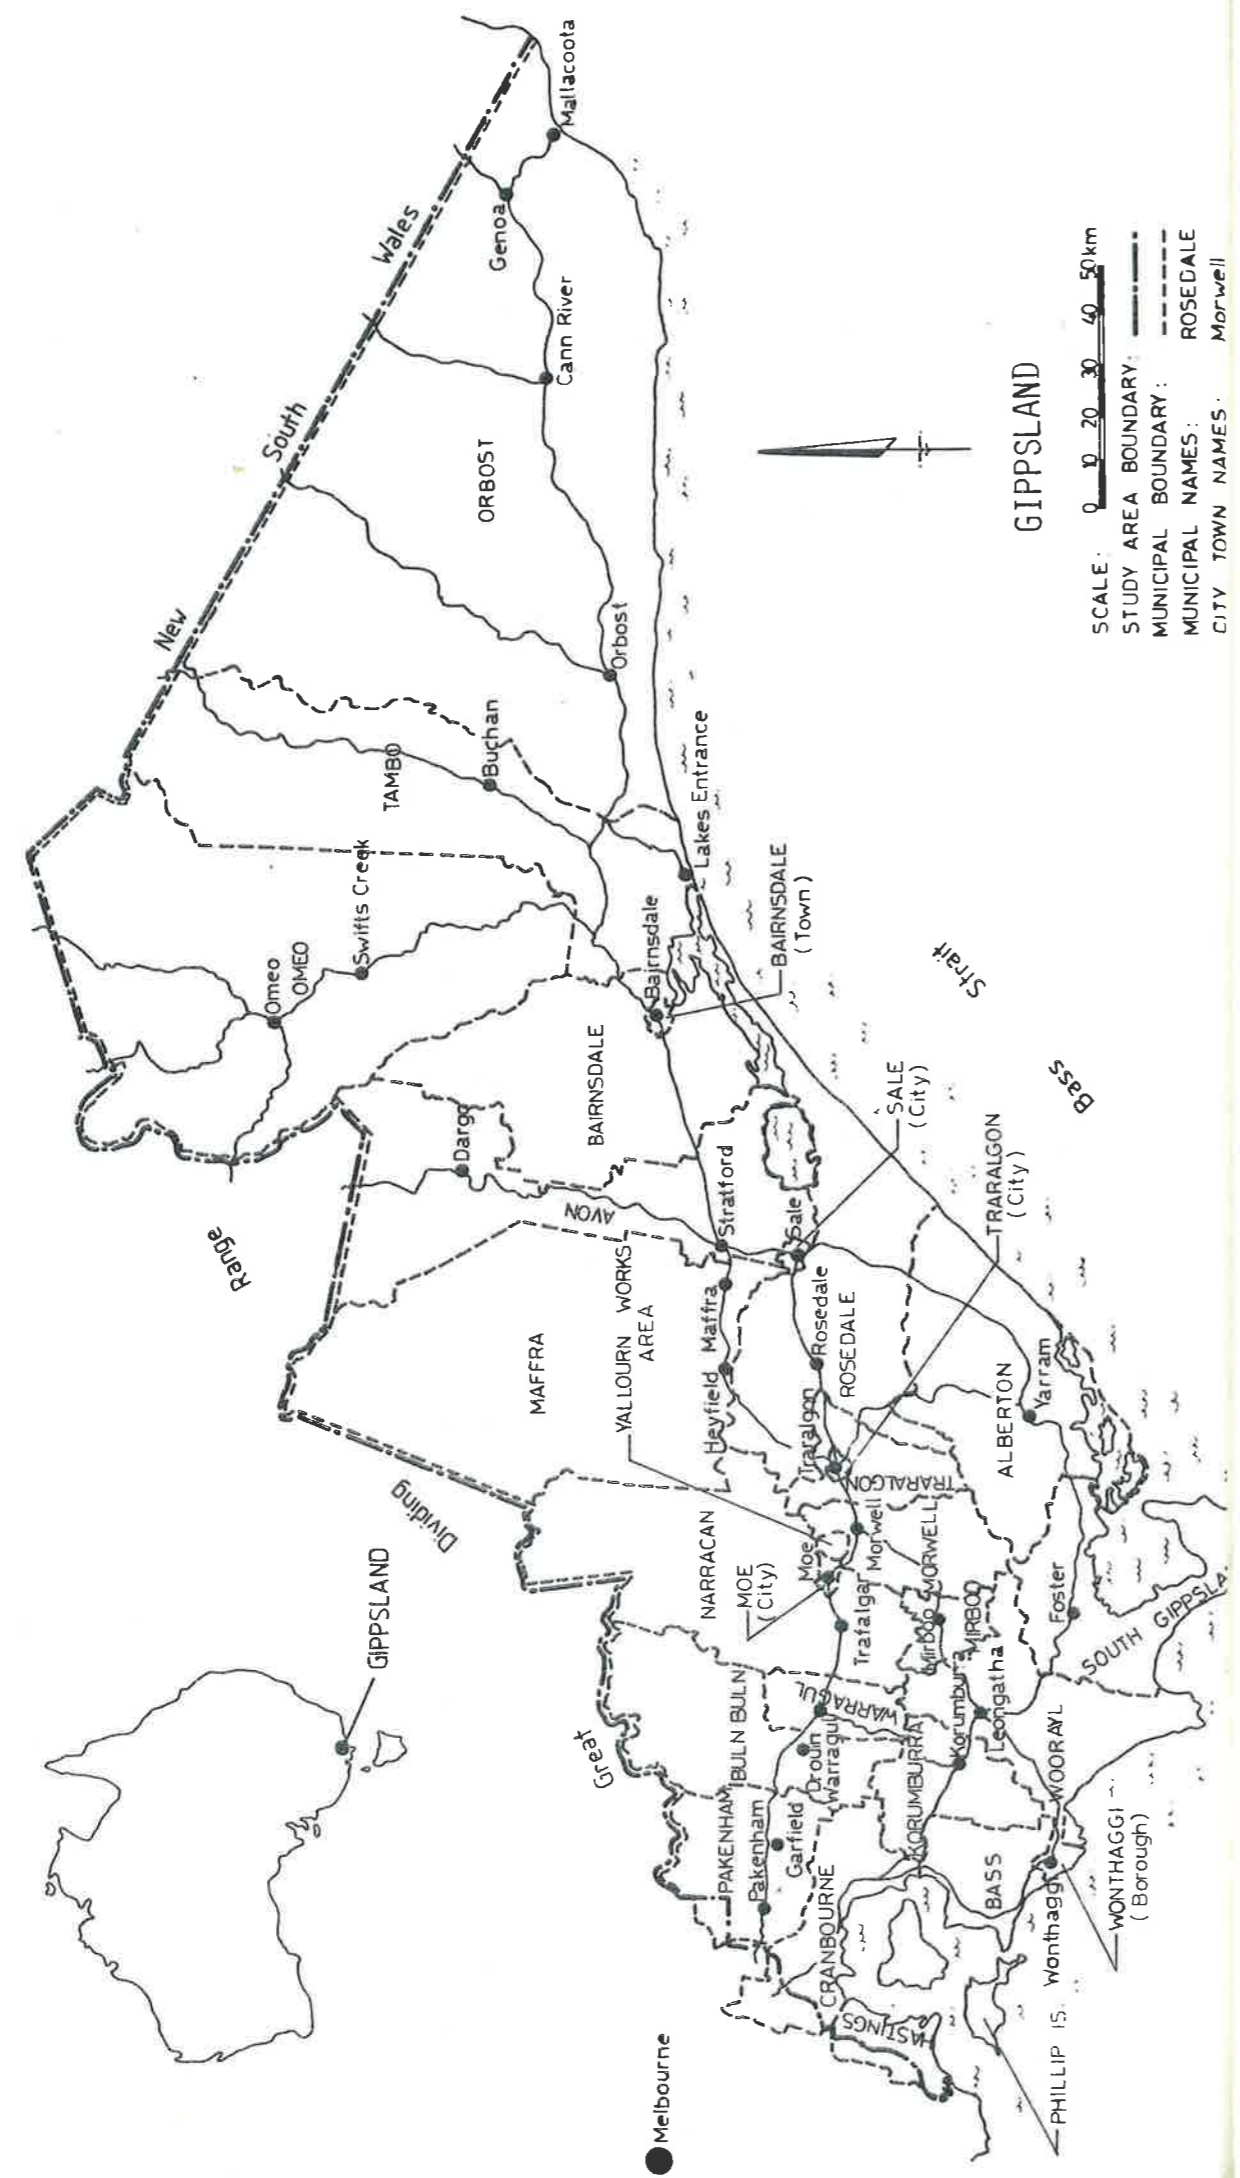 GIPPSLAND
Melbourne
Great
Dividing
Range
New
South
Wales
Omeo
OMEO
Swifts Creek
TAMBO
Buchan
ORBOST
Orbost
Cann River
Genoa
Mallacoota
Lakes Entrance
Bairnsdale
BAIRNSDALE
(Town)
BAIRNSDALE
Dargo
AVON
Stratford
Sale
SALE
(City)
MAFFRA
Maffra
Heyfield
YALLOURN WORKS
AREA
Rosedale
ROSEDALE
Traralgon
TRARALGON
TRARALGON
(City)
ALBERTON
Yarram
NARRACAN
MOE
(City)
Moe
Morwell
MORWELL
Trafalgar
Mirboo
MIRBOO
Foster
SOUTH
BULN BULN
WARRAGUL
Drouin
Warragul
Korumburra
KORUMBURRA
Leongatha
WOORAYL
PAKENHAM
Pakenham
Garfield
CRANBOURNE
HASTINGS
BASS
Wonthaggi
WONTHAGGI
(Borough)
PHILLIP IS.
Bass
Strait
GIPPSLAND
SCALE: 0 10 20 30 40 50km
STUDY AREA BOUNDARY:
MUNICIPAL BOUNDARY:
MUNICIPAL NAMES: ROSEDALE
CITY TOWN NAMES: Morwell